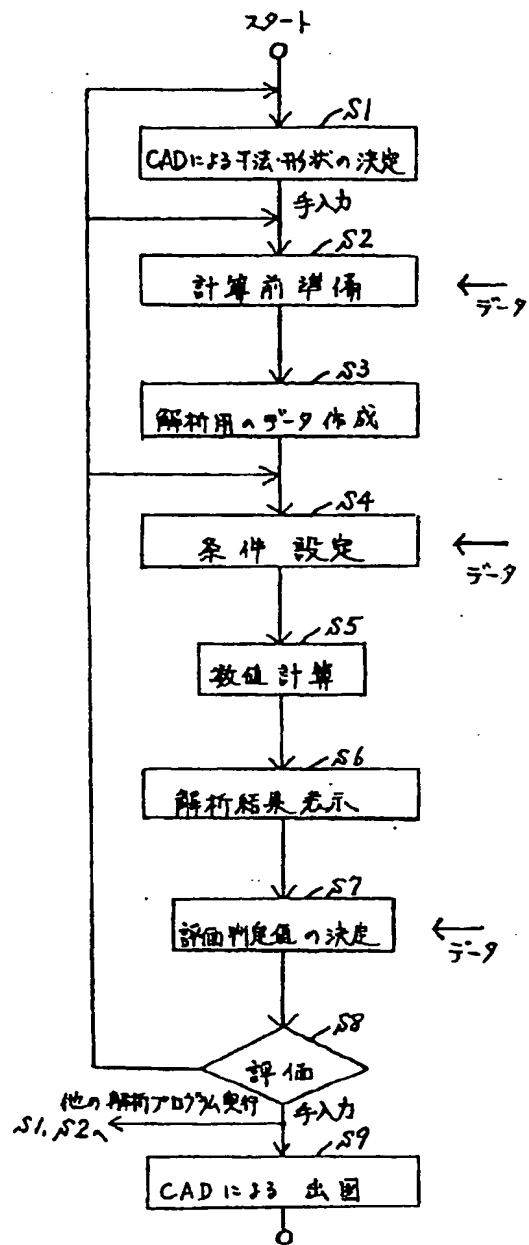 スタート
S1
CADによる寸法・形状の決定
手入力
S2
計算前準備
データ
S3
解析用のデータ作成
S4
条件設定
データ
S5
数値計算
S6
解析結果表示
S7
評価判定値の決定
データ
S8
評価
他の解析プログラム実行
手入力
S1、S2へ
S9
CADによる出図